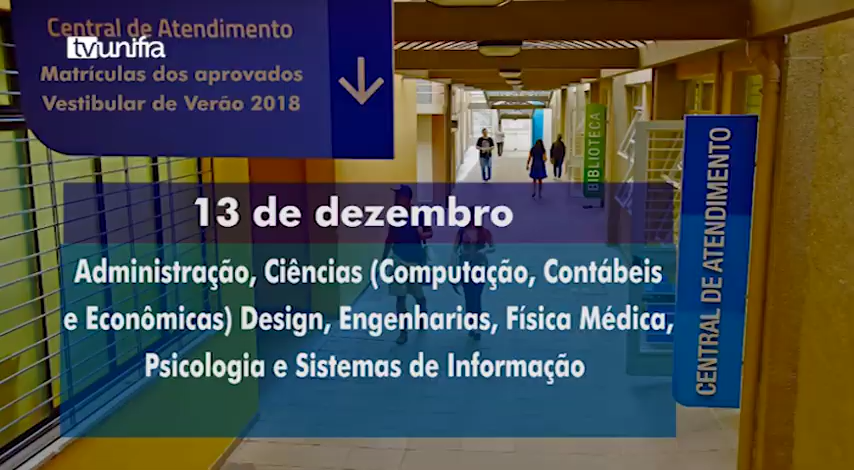 Central de Atendimento
tvunifra
Matrículas dos aprovados
Vestibular de Verão 2018
BIBLIOTECA
CENTRAL DE ATENDIMENTO
13 de dezembro
Administração, Ciências (Computação, Contábeis
e Econômicas) Design, Engenharias, Física Médica,
Psicologia e Sistemas de Informação